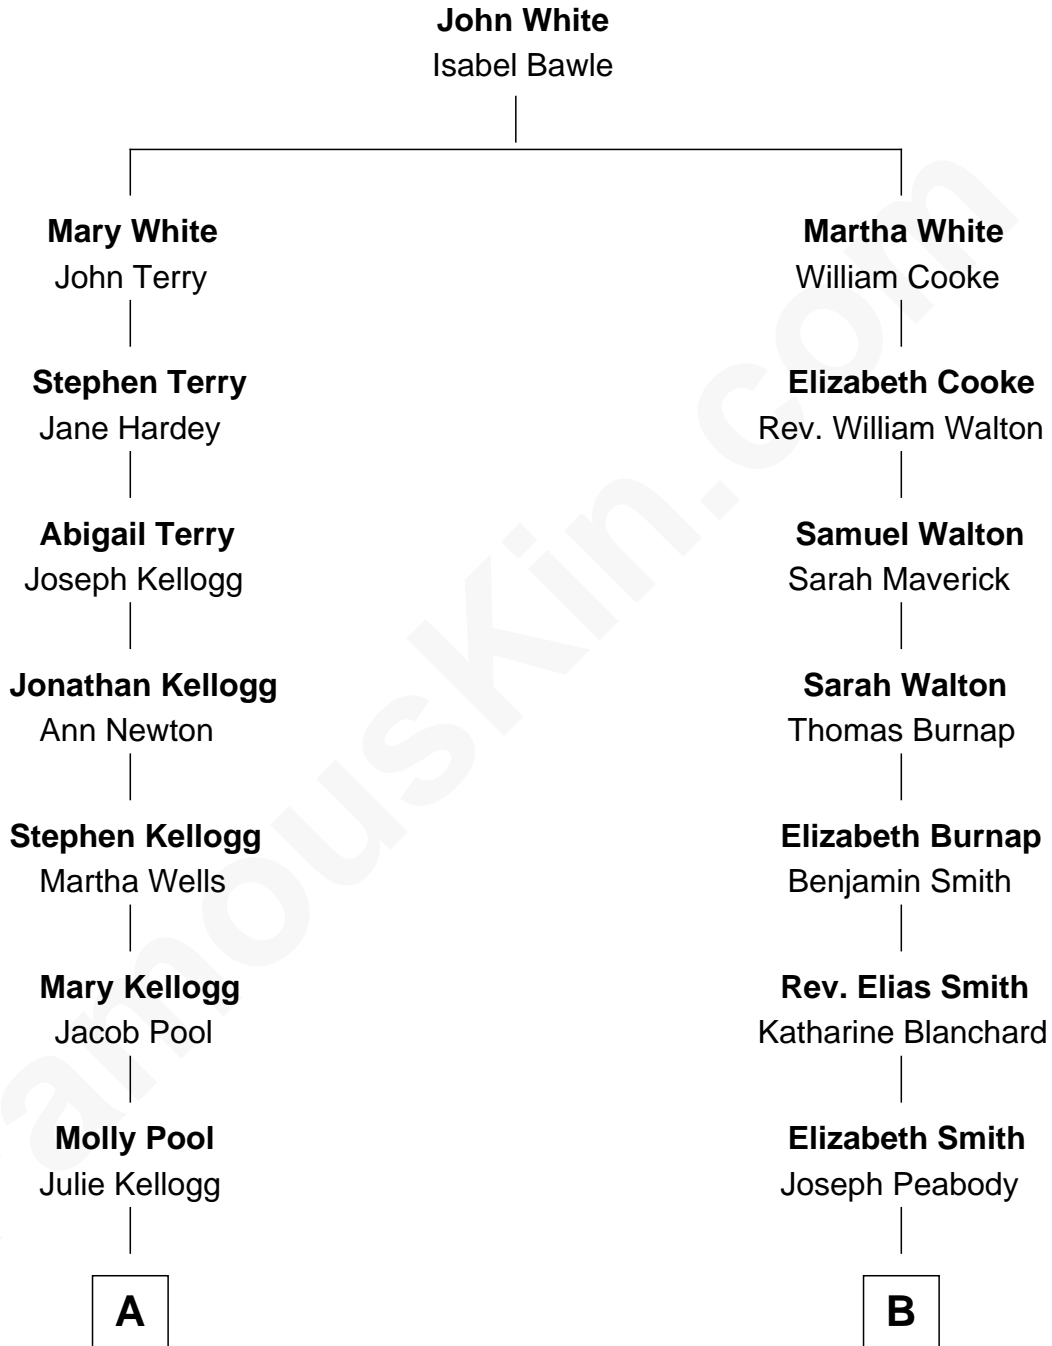 John White
Isabel Bawle
Mary White
John Terry
Martha White
William Cooke
Stephen Terry
Jane Hardey
Elizabeth Cooke
Rev. William Walton
Abigail Terry
Joseph Kellogg
Samuel Walton
Sarah Maverick
Jonathan Kellogg
Ann Newton
Sarah Walton
Thomas Burnap
Stephen Kellogg
Martha Wells
Elizabeth Burnap
Benjamin Smith
Mary Kellogg
Jacob Pool
Rev. Elias Smith
Katharine Blanchard
Molly Pool
Julie Kellogg
Elizabeth Smith
Joseph Peabody
A
B
amouskin.com